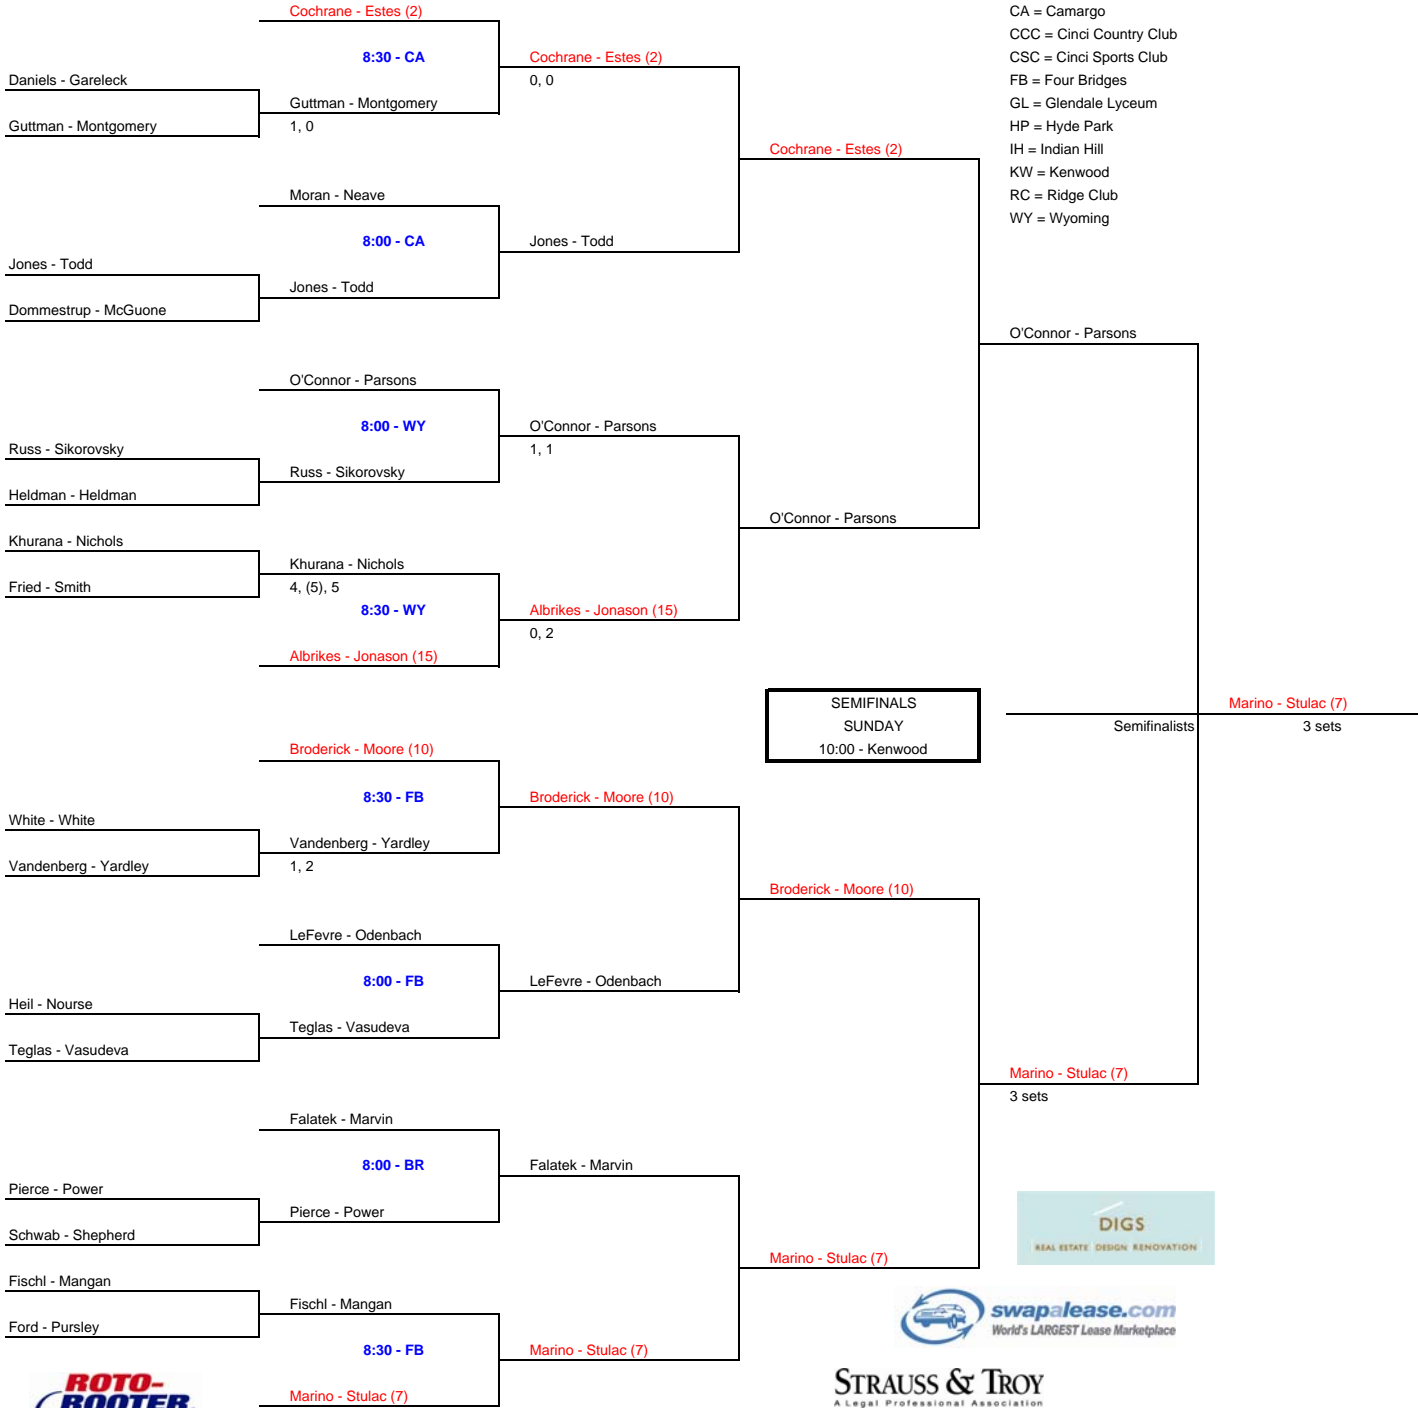 Cochrane - Estes (2)
8:30 - CA
Cochrane - Estes (2)
0, 0
Daniels - Gareleck
Guttman - Montgomery
Guttman - Montgomery
1, 0
Cochrane - Estes (2)
Moran - Neave
8:00 - CA
Jones - Todd
Jones - Todd
Jones - Todd
Dommestrup - McGuone
CA = Camargo
CCC = Cinci Country Club
CSC = Cinci Sports Club
FB = Four Bridges
GL = Glendale Lyceum
HP = Hyde Park
IH = Indian Hill
KW = Kenwood
RC = Ridge Club
WY = Wyoming
O'Connor - Parsons
O'Connor - Parsons
8:00 - WY
O'Connor - Parsons
1, 1
Russ - Sikorovsky
Russ - Sikorovsky
Heldman - Heldman
O'Connor - Parsons
Khurana - Nichols
Khurana - Nichols
Fried - Smith
4, (5), 5
8:30 - WY
Albrikes - Jonason (15)
0, 2
Albrikes - Jonason (15)
SEMIFINALS
SUNDAY
10:00 - Kenwood
Marino - Stulac (7)
Semifinalists
3 sets
Broderick - Moore (10)
8:30 - FB
Broderick - Moore (10)
White - White
Vandenberg - Yardley
Vandenberg - Yardley
1, 2
Broderick - Moore (10)
LeFevre - Odenbach
8:00 - FB
LeFevre - Odenbach
Heil - Nourse
Teglas - Vasudeva
Teglas - Vasudeva
Marino - Stulac (7)
3 sets
Falatek - Marvin
8:00 - BR
Falatek - Marvin
Pierce - Power
Pierce - Power
Schwab - Shepherd
Marino - Stulac (7)
Fischl - Mangan
Fischl - Mangan
Ford - Pursley
8:30 - FB
Marino - Stulac (7)
Marino - Stulac (7)
DIGS
REAL ESTATE DESIGN RENOVATION
swapalease.com
World's LARGEST Lease Marketplace
STRAUSS & TROY
A Legal Professional Association
ROTO-
ROOTER